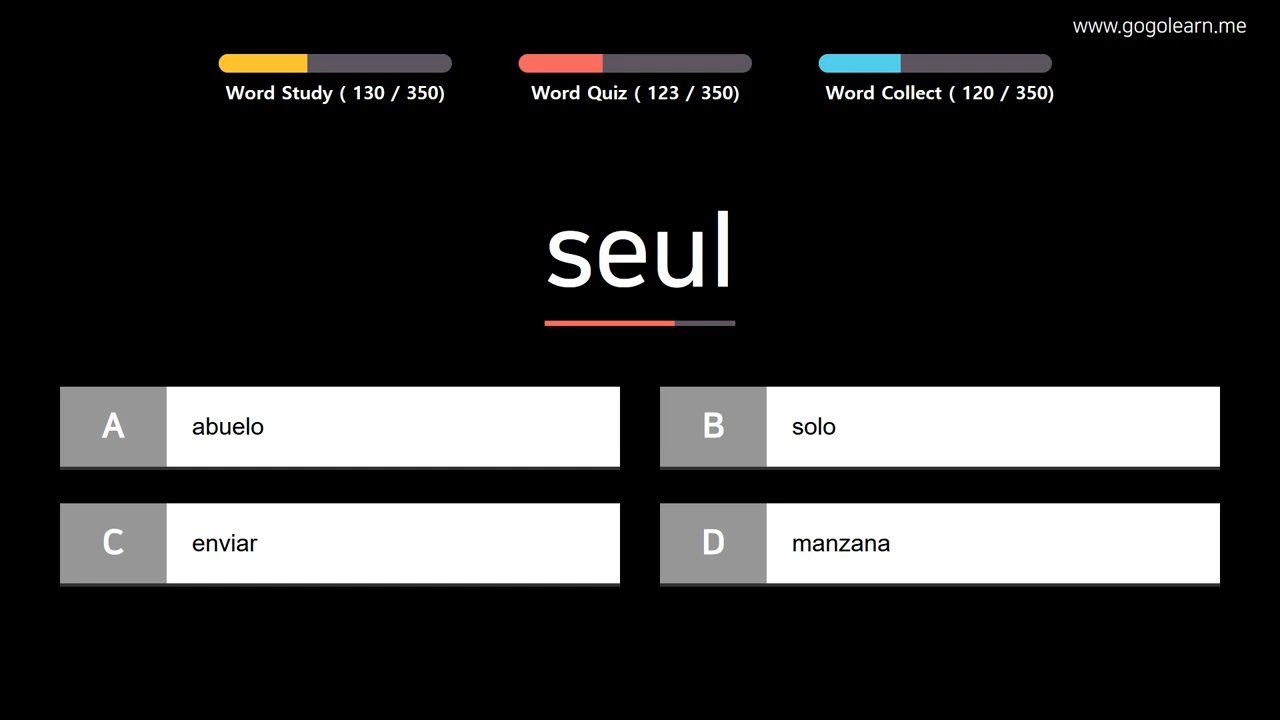 www.gogolearn.me
Word Study ( 130 / 350)
Word Quiz ( 123 / 350)
Word Collect ( 120 / 350)
seul
A abuelo
B solo
C enviar
D manzana